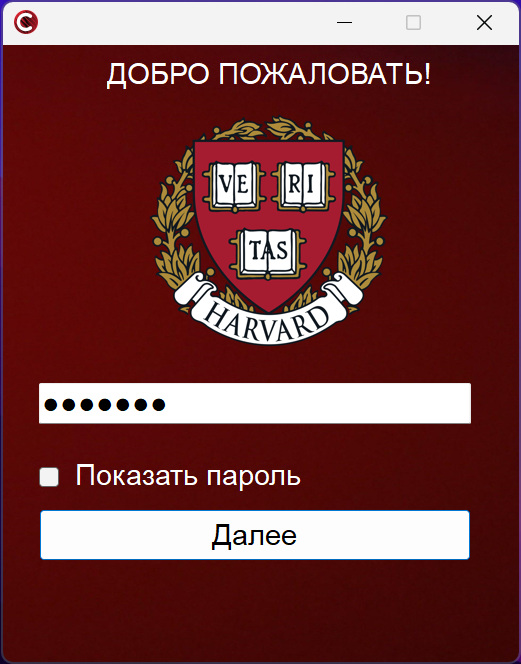 ДОБРО ПОЖАЛОВАТЬ!
VE RI
TAS
HARVARD
●●●●●●●
Показать пароль
Далее